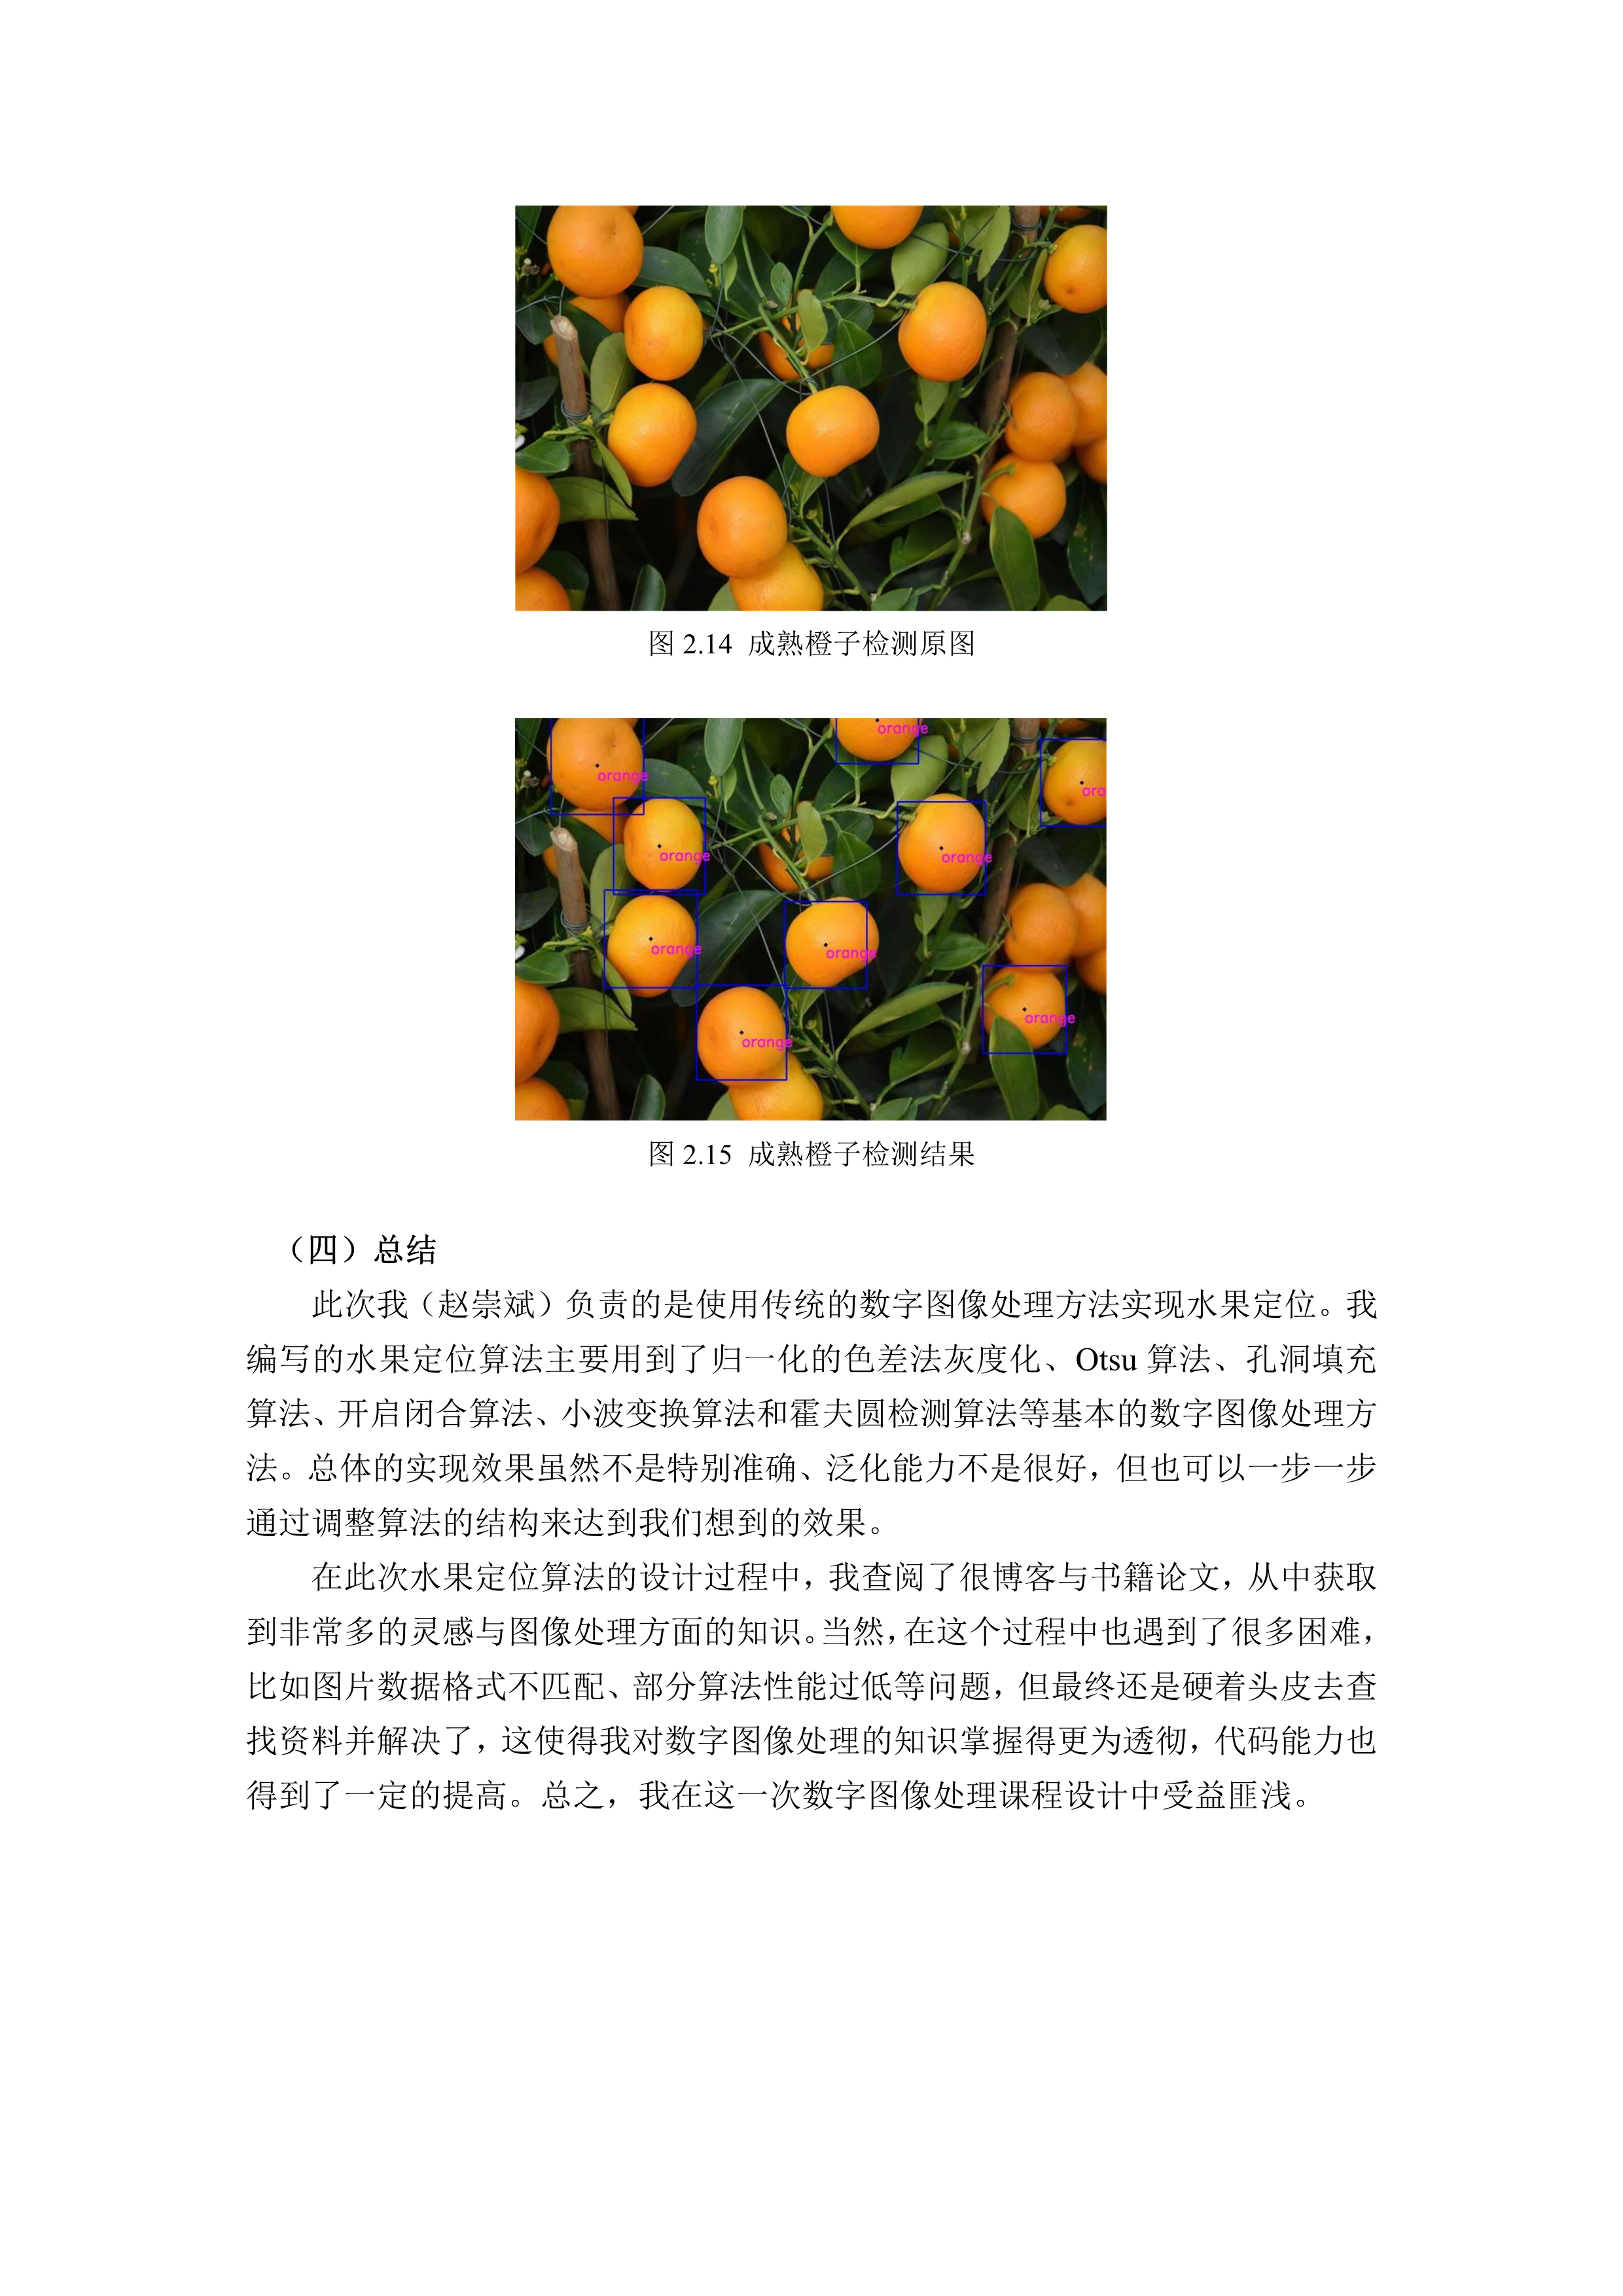 图 2.14 成熟橙子检测原图
orange
orange
ora
orange
orange
orange
orange
orange
orange
图 2.15 成熟橙子检测结果
（四）总结
此次我（赵崇斌）负责的是使用传统的数字图像处理方法实现水果定位。我
编写的水果定位算法主要用到了归一化的色差法灰度化、Otsu 算法、孔洞填充
算法、开启闭合算法、小波变换算法和霍夫圆检测算法等基本的数字图像处理方
法。总体的实现效果虽然不是特别准确、泛化能力不是很好，但也可以一步一步
通过调整算法的结构来达到我们想到的效果。
在此次水果定位算法的设计过程中，我查阅了很博客与书籍论文，从中获取
到非常多的灵感与图像处理方面的知识。当然，在这个过程中也遇到了很多困难，
比如图片数据格式不匹配、部分算法性能过低等问题，但最终还是硬着头皮去查
找资料并解决了，这使得我对数字图像处理的知识掌握得更为透彻，代码能力也
得到了一定的提高。总之，我在这一次数字图像处理课程设计中受益匪浅。